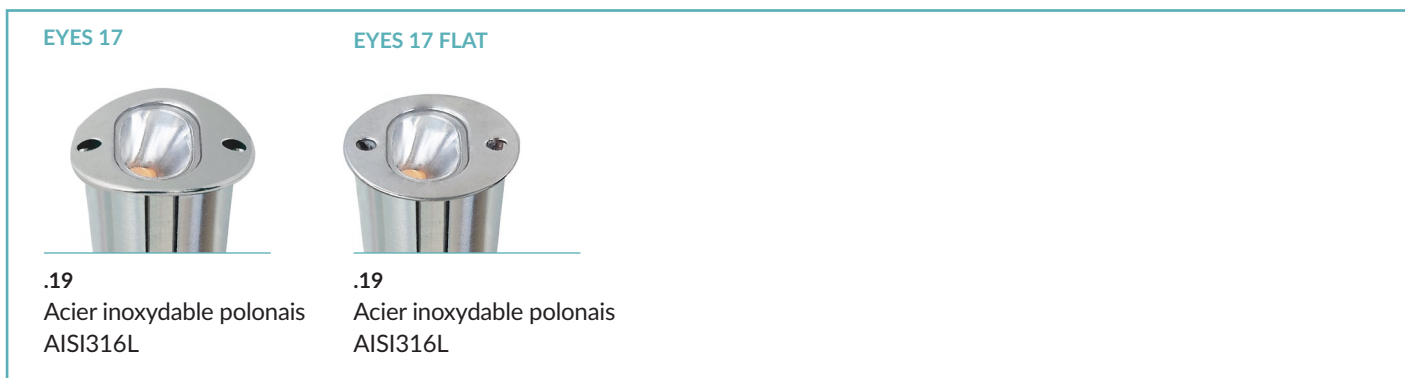 EYES 17
EYES 17 FLAT
.19
Acier inoxydable polonais
AISI316L
.19
Acier inoxydable polonais
AISI316L